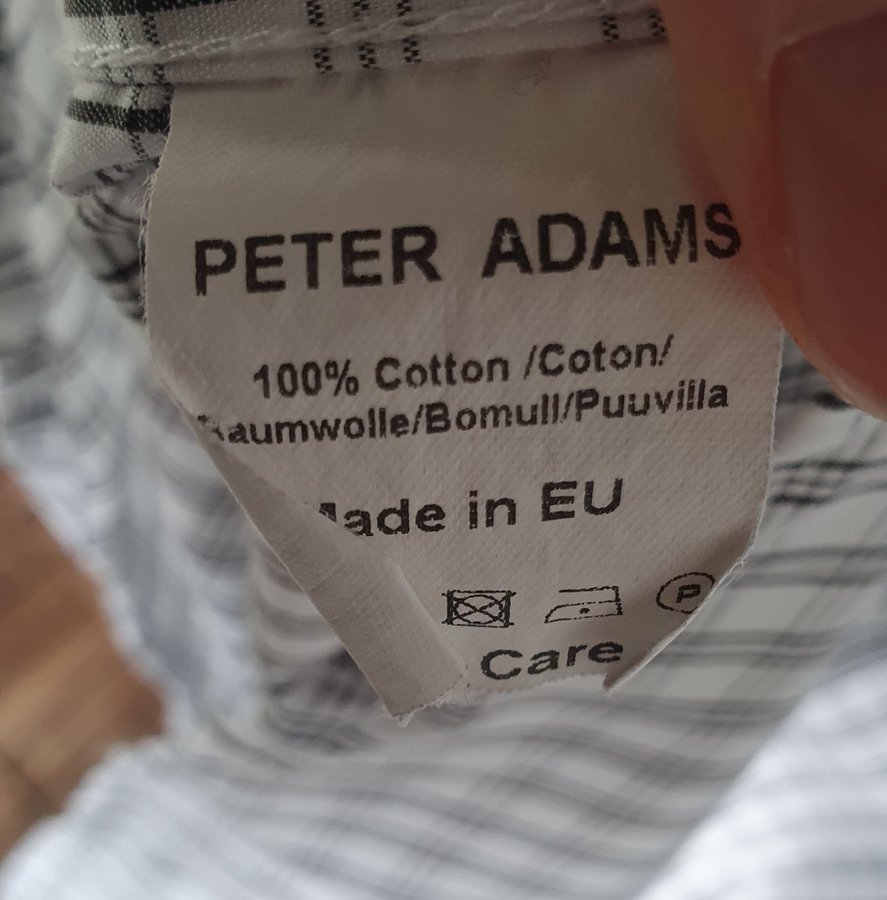 PETER ADAMS
100% Cotton /Coton/
Baumwolle/Bomull/Puuvilla
Made in EU
P
Care